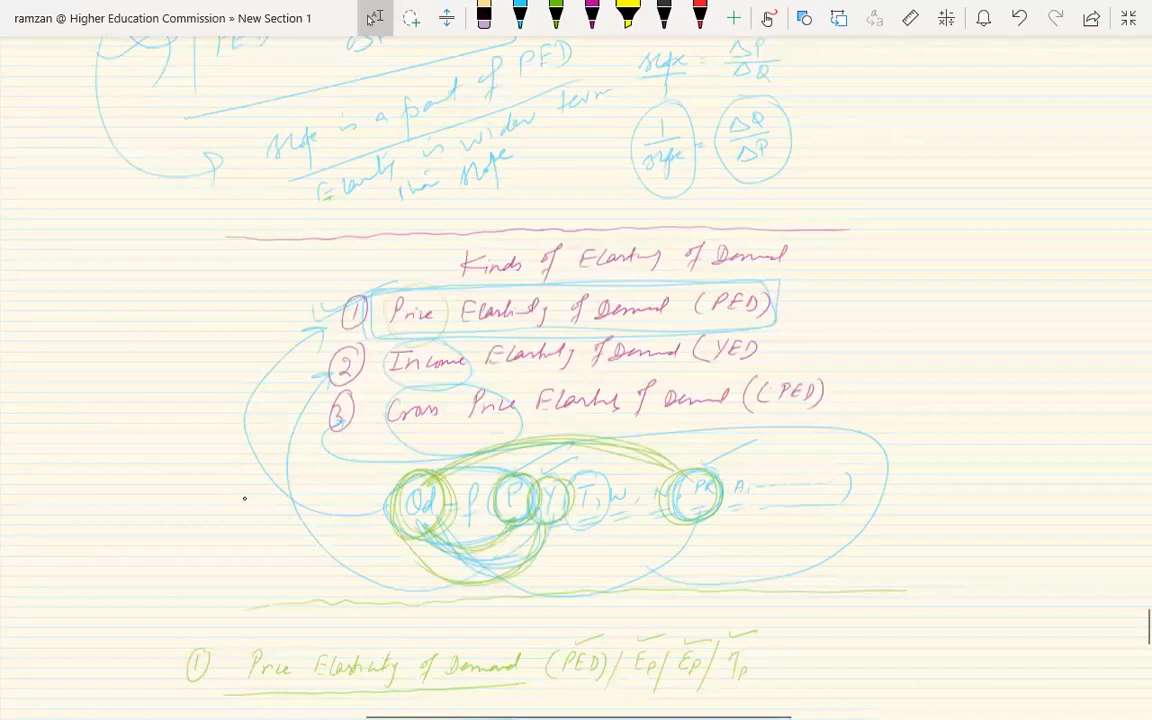 ramzan @ Higher Education Commission » New Section 1
PED
slope = ΔP/ΔQ
slope is a part of PED
1/slope = ΔQ/ΔP
Elasticity is wider term
than slope
Kinds of Elasticity of Demand
① Price Elasticity of Demand (PED)
② Income Elasticity of Demand (YED
③ Cross Price Elasticity of Demand (CPED)
Qd = f (P, Y, T, W, N, PR, A, ------)
① Price Elasticity of Demand (PED)/ Ep/ εp/ ηp